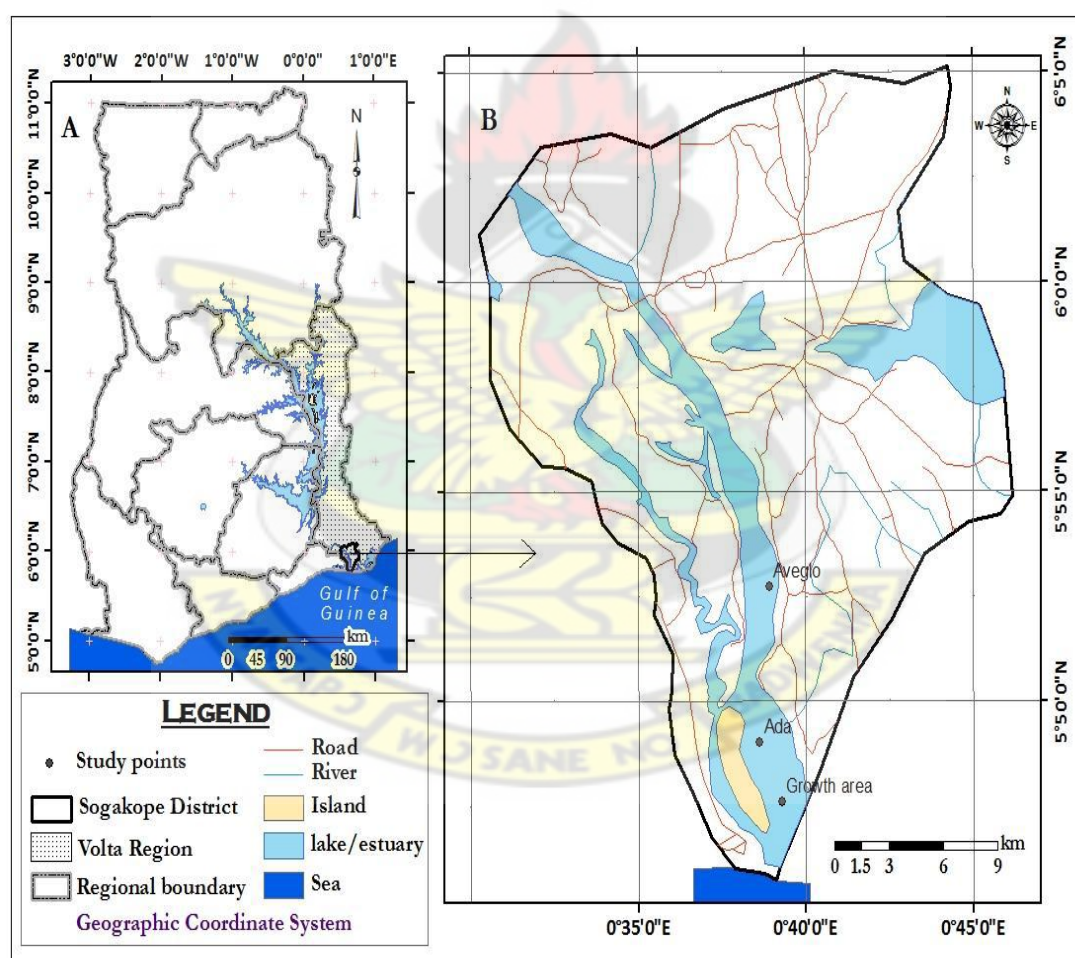 3°0'0"W 2°0'0"W 1°0'0"W 0°0'0" 1°0'0"E
A
N
11°0'0"N
10°0'0"N
9°0'0"N
8°0'0"N
7°0'0"N
6°0'0"N
5°0'0"N
Gulf of
Guinea
km
0 45 90 180
B
N
W E
S
6°5'0"N
6°0'0"N
5°55'0"N
5°50'0"N
Aveglo
Ada
Growth area
km
0 1.5 3 6 9
0°35'0"E 0°40'0"E 0°45'0"E
LEGEND
Study points
Sogakope District
Volta Region
Regional boundary
Road
River
Island
lake/estuary
Sea
Geographic Coordinate System
W J SANE NO